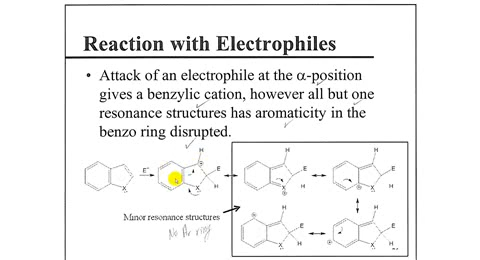 Reaction with Electrophiles
• Attack of an electrophile at the α-position
gives a benzylic cation, however all but one
resonance structures has aromaticity in the
benzo ring disrupted.
H H H
E⁺ E E E
X X H X H X H
⊕ ⊕ ⊕
Minor resonance structures
No Ar ring
⊕ H H
E E
X H ⊕ X H